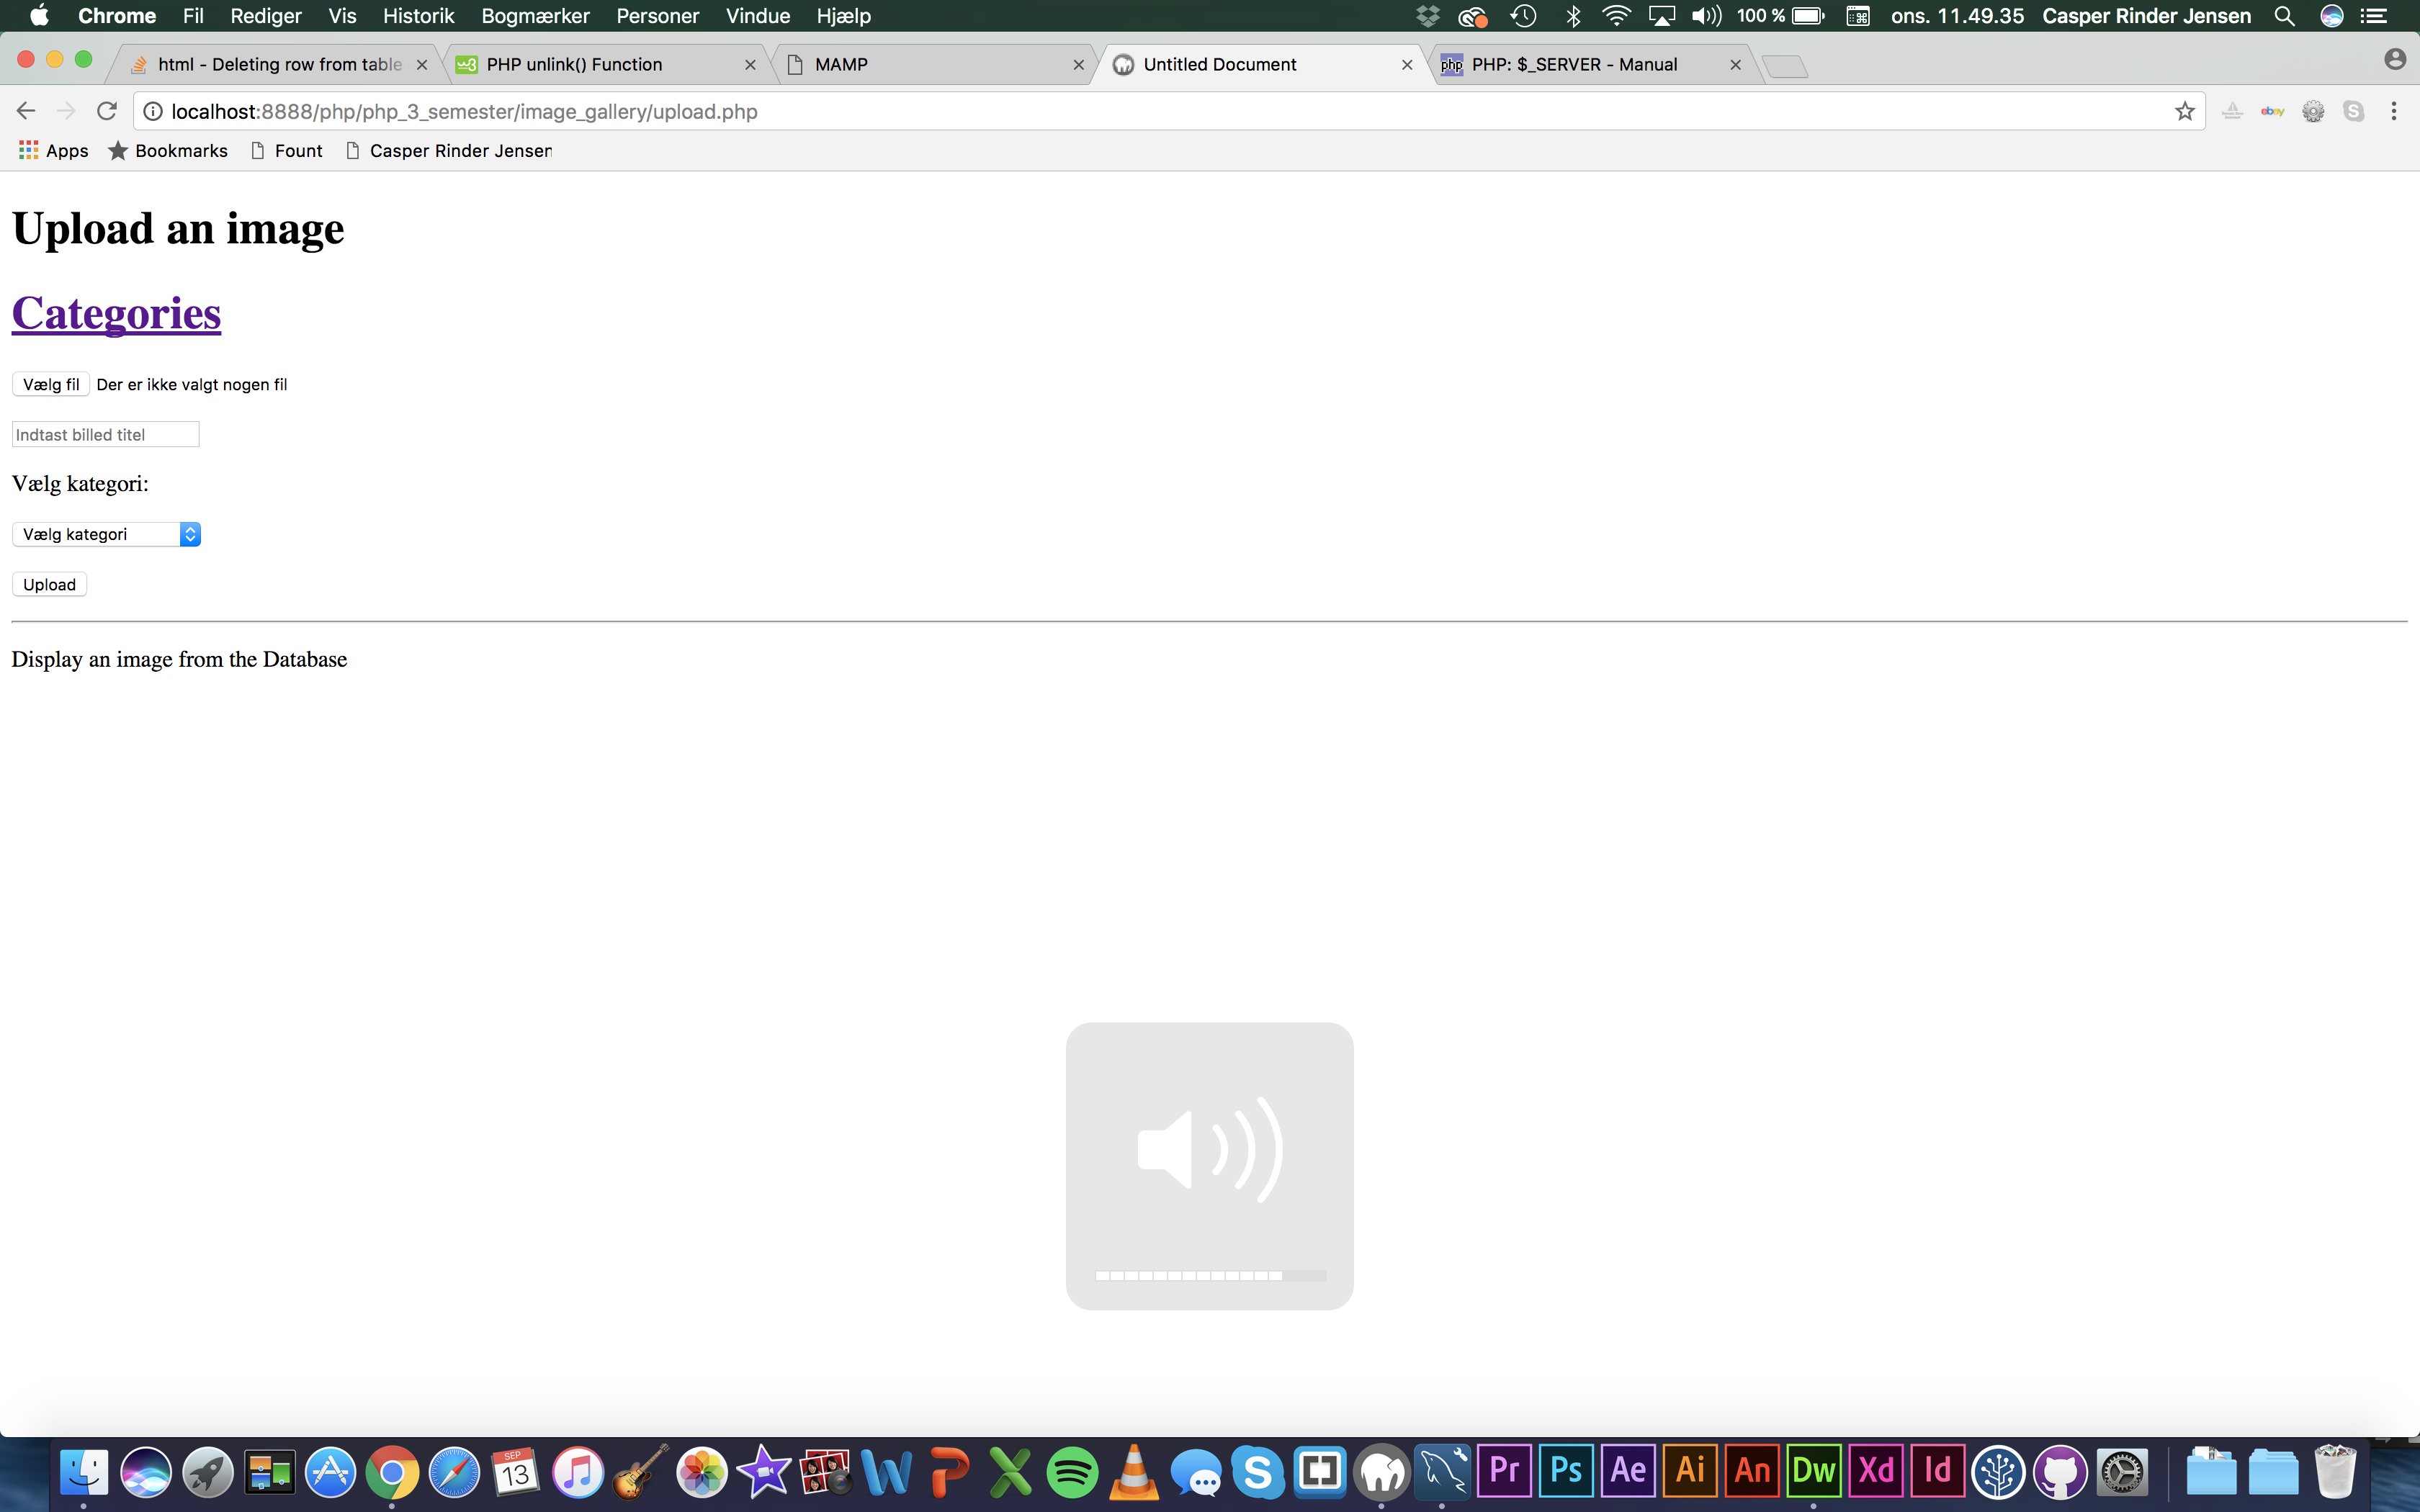 Chrome Fil Rediger Vis Historik Bogmærker Personer Vindue Hjælp 100 % ons. 11.49.35 Casper Rinder Jensen
html - Deleting row from table PHP unlink() Function MAMP Untitled Document php PHP: $_SERVER - Manual
localhost:8888/php/php_3_semester/image_gallery/upload.php ebay
Apps Bookmarks Fount Casper Rinder Jensen
Upload an image
Categories
Vælg fil Der er ikke valgt nogen fil
Indtast billed titel
Vælg kategori:
Vælg kategori
Upload
Display an image from the Database
SEP
13
Pr Ps Ae Ai An Dw Xd Id